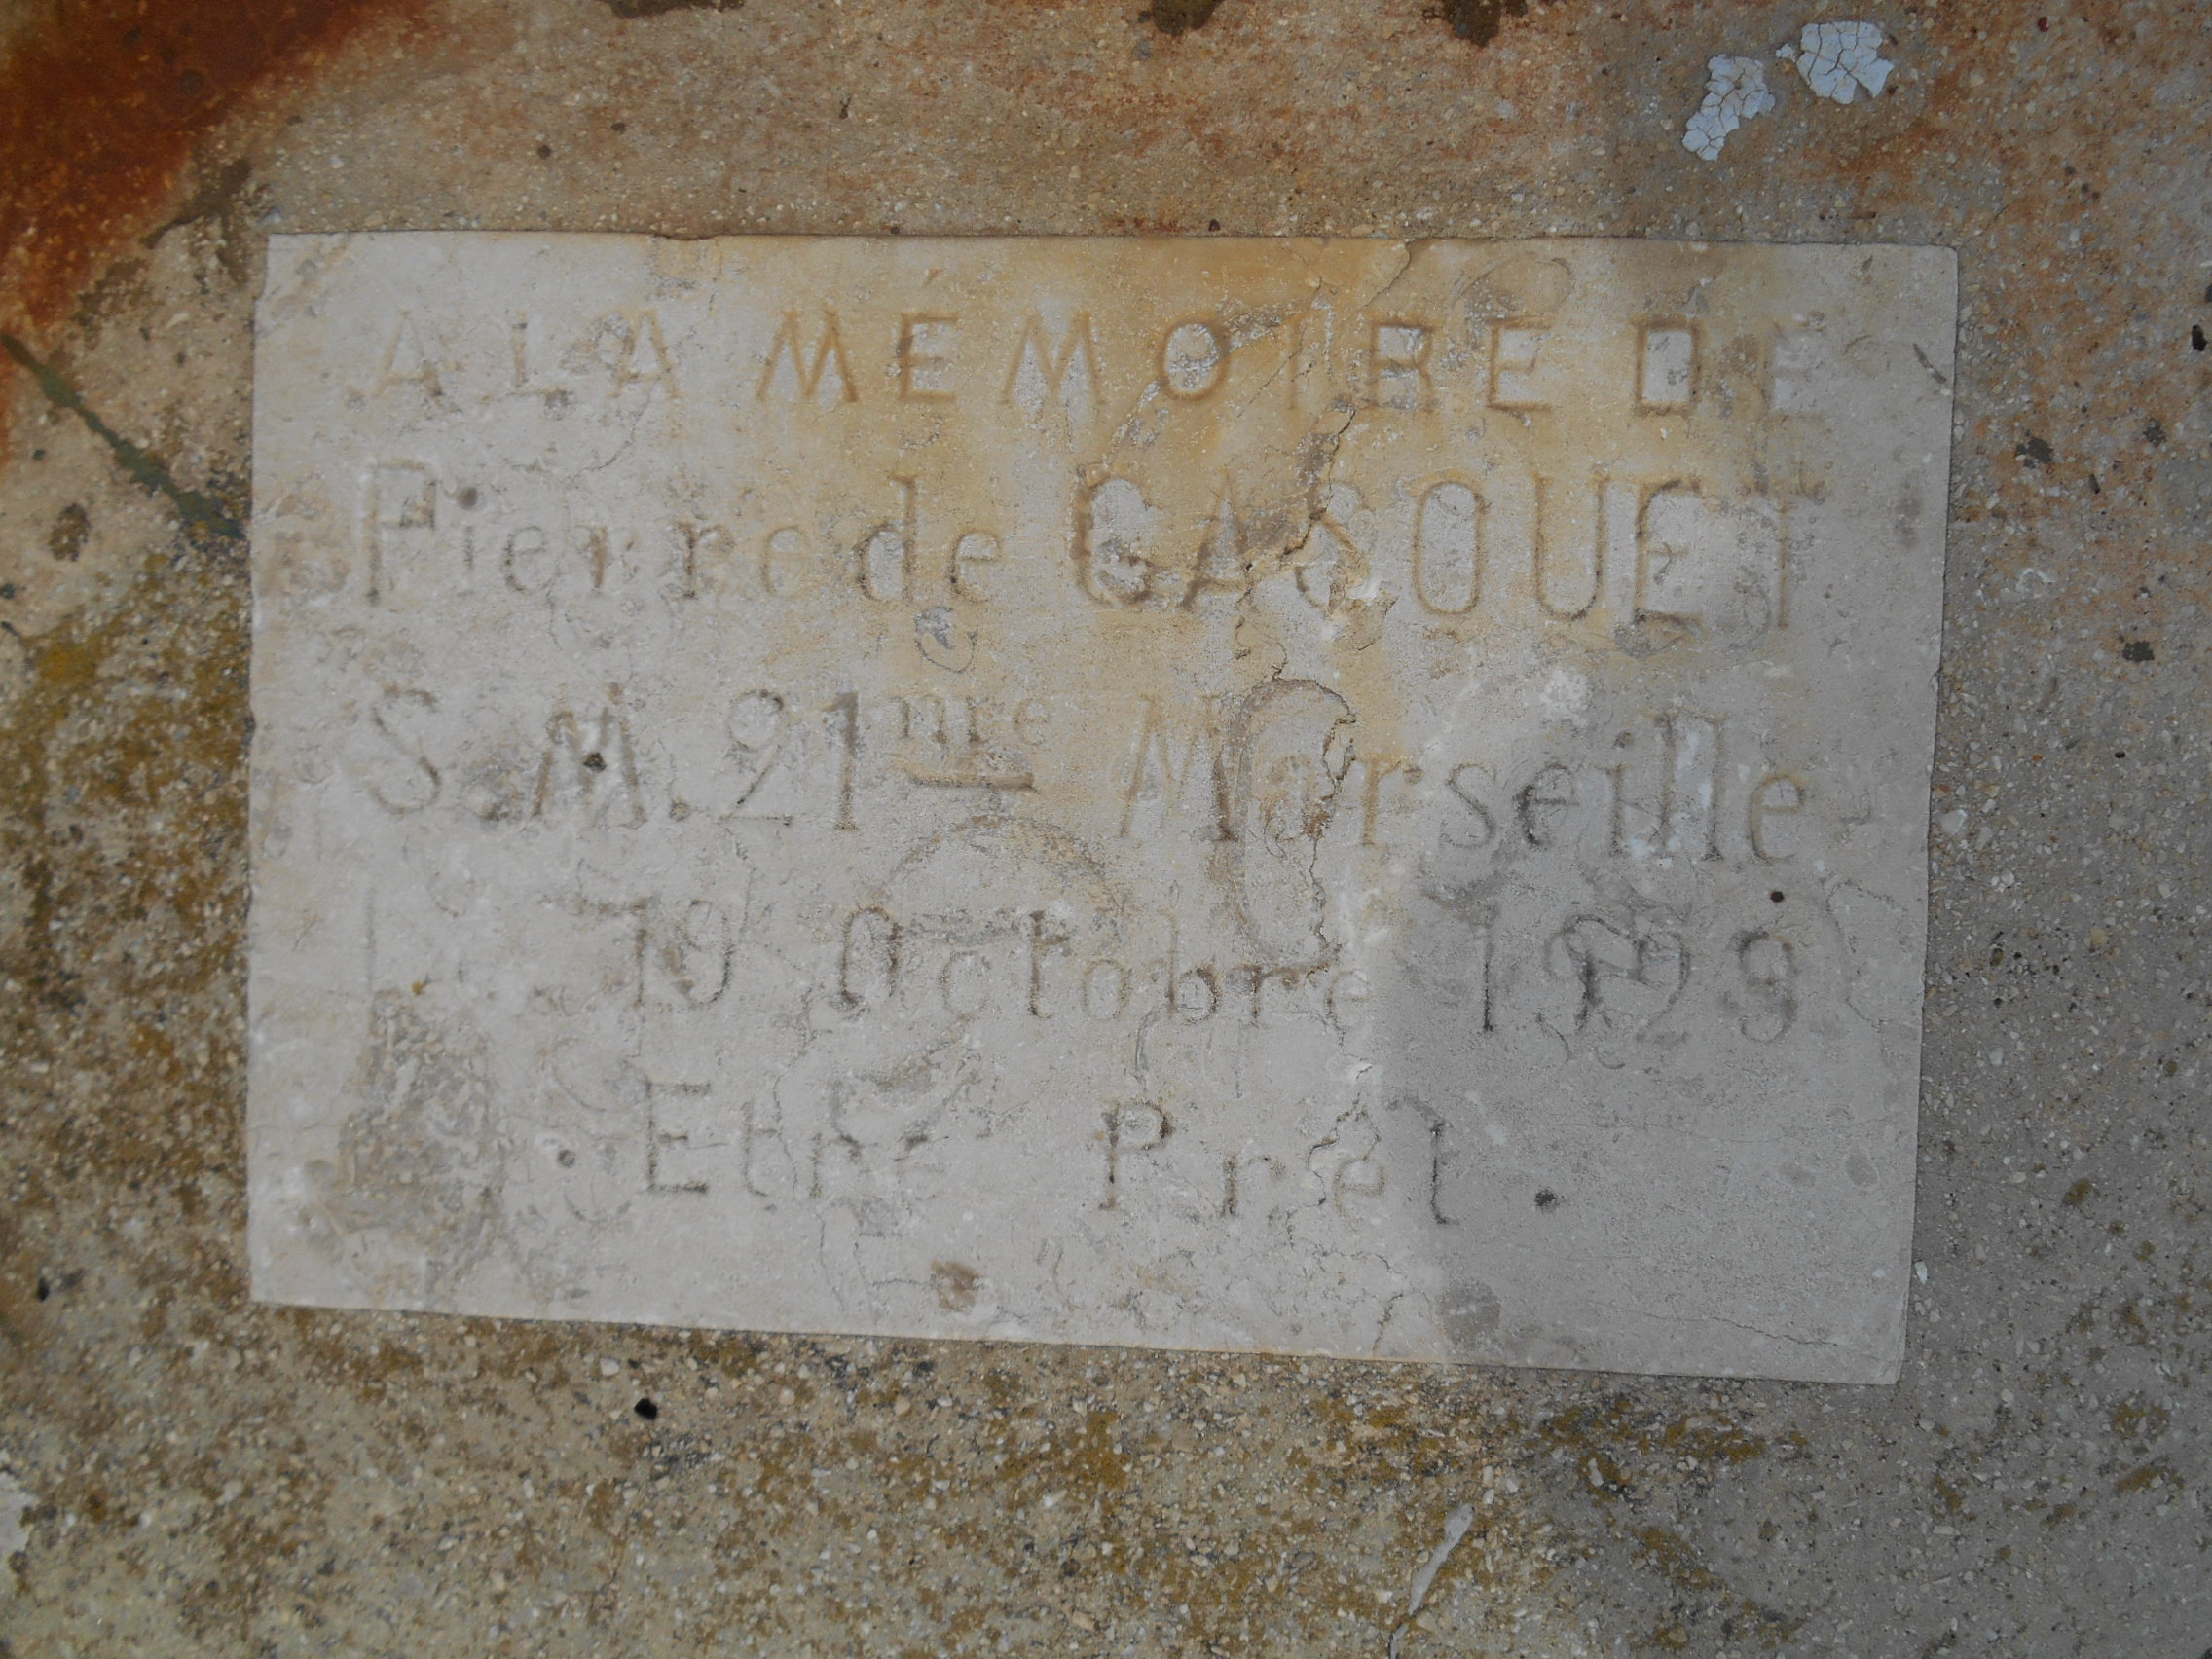 A LA MÉMOIRE DE
Pierre de GASQUET
S.M. 21me Marseille
19 Octobre 1929
Etre Prêt.